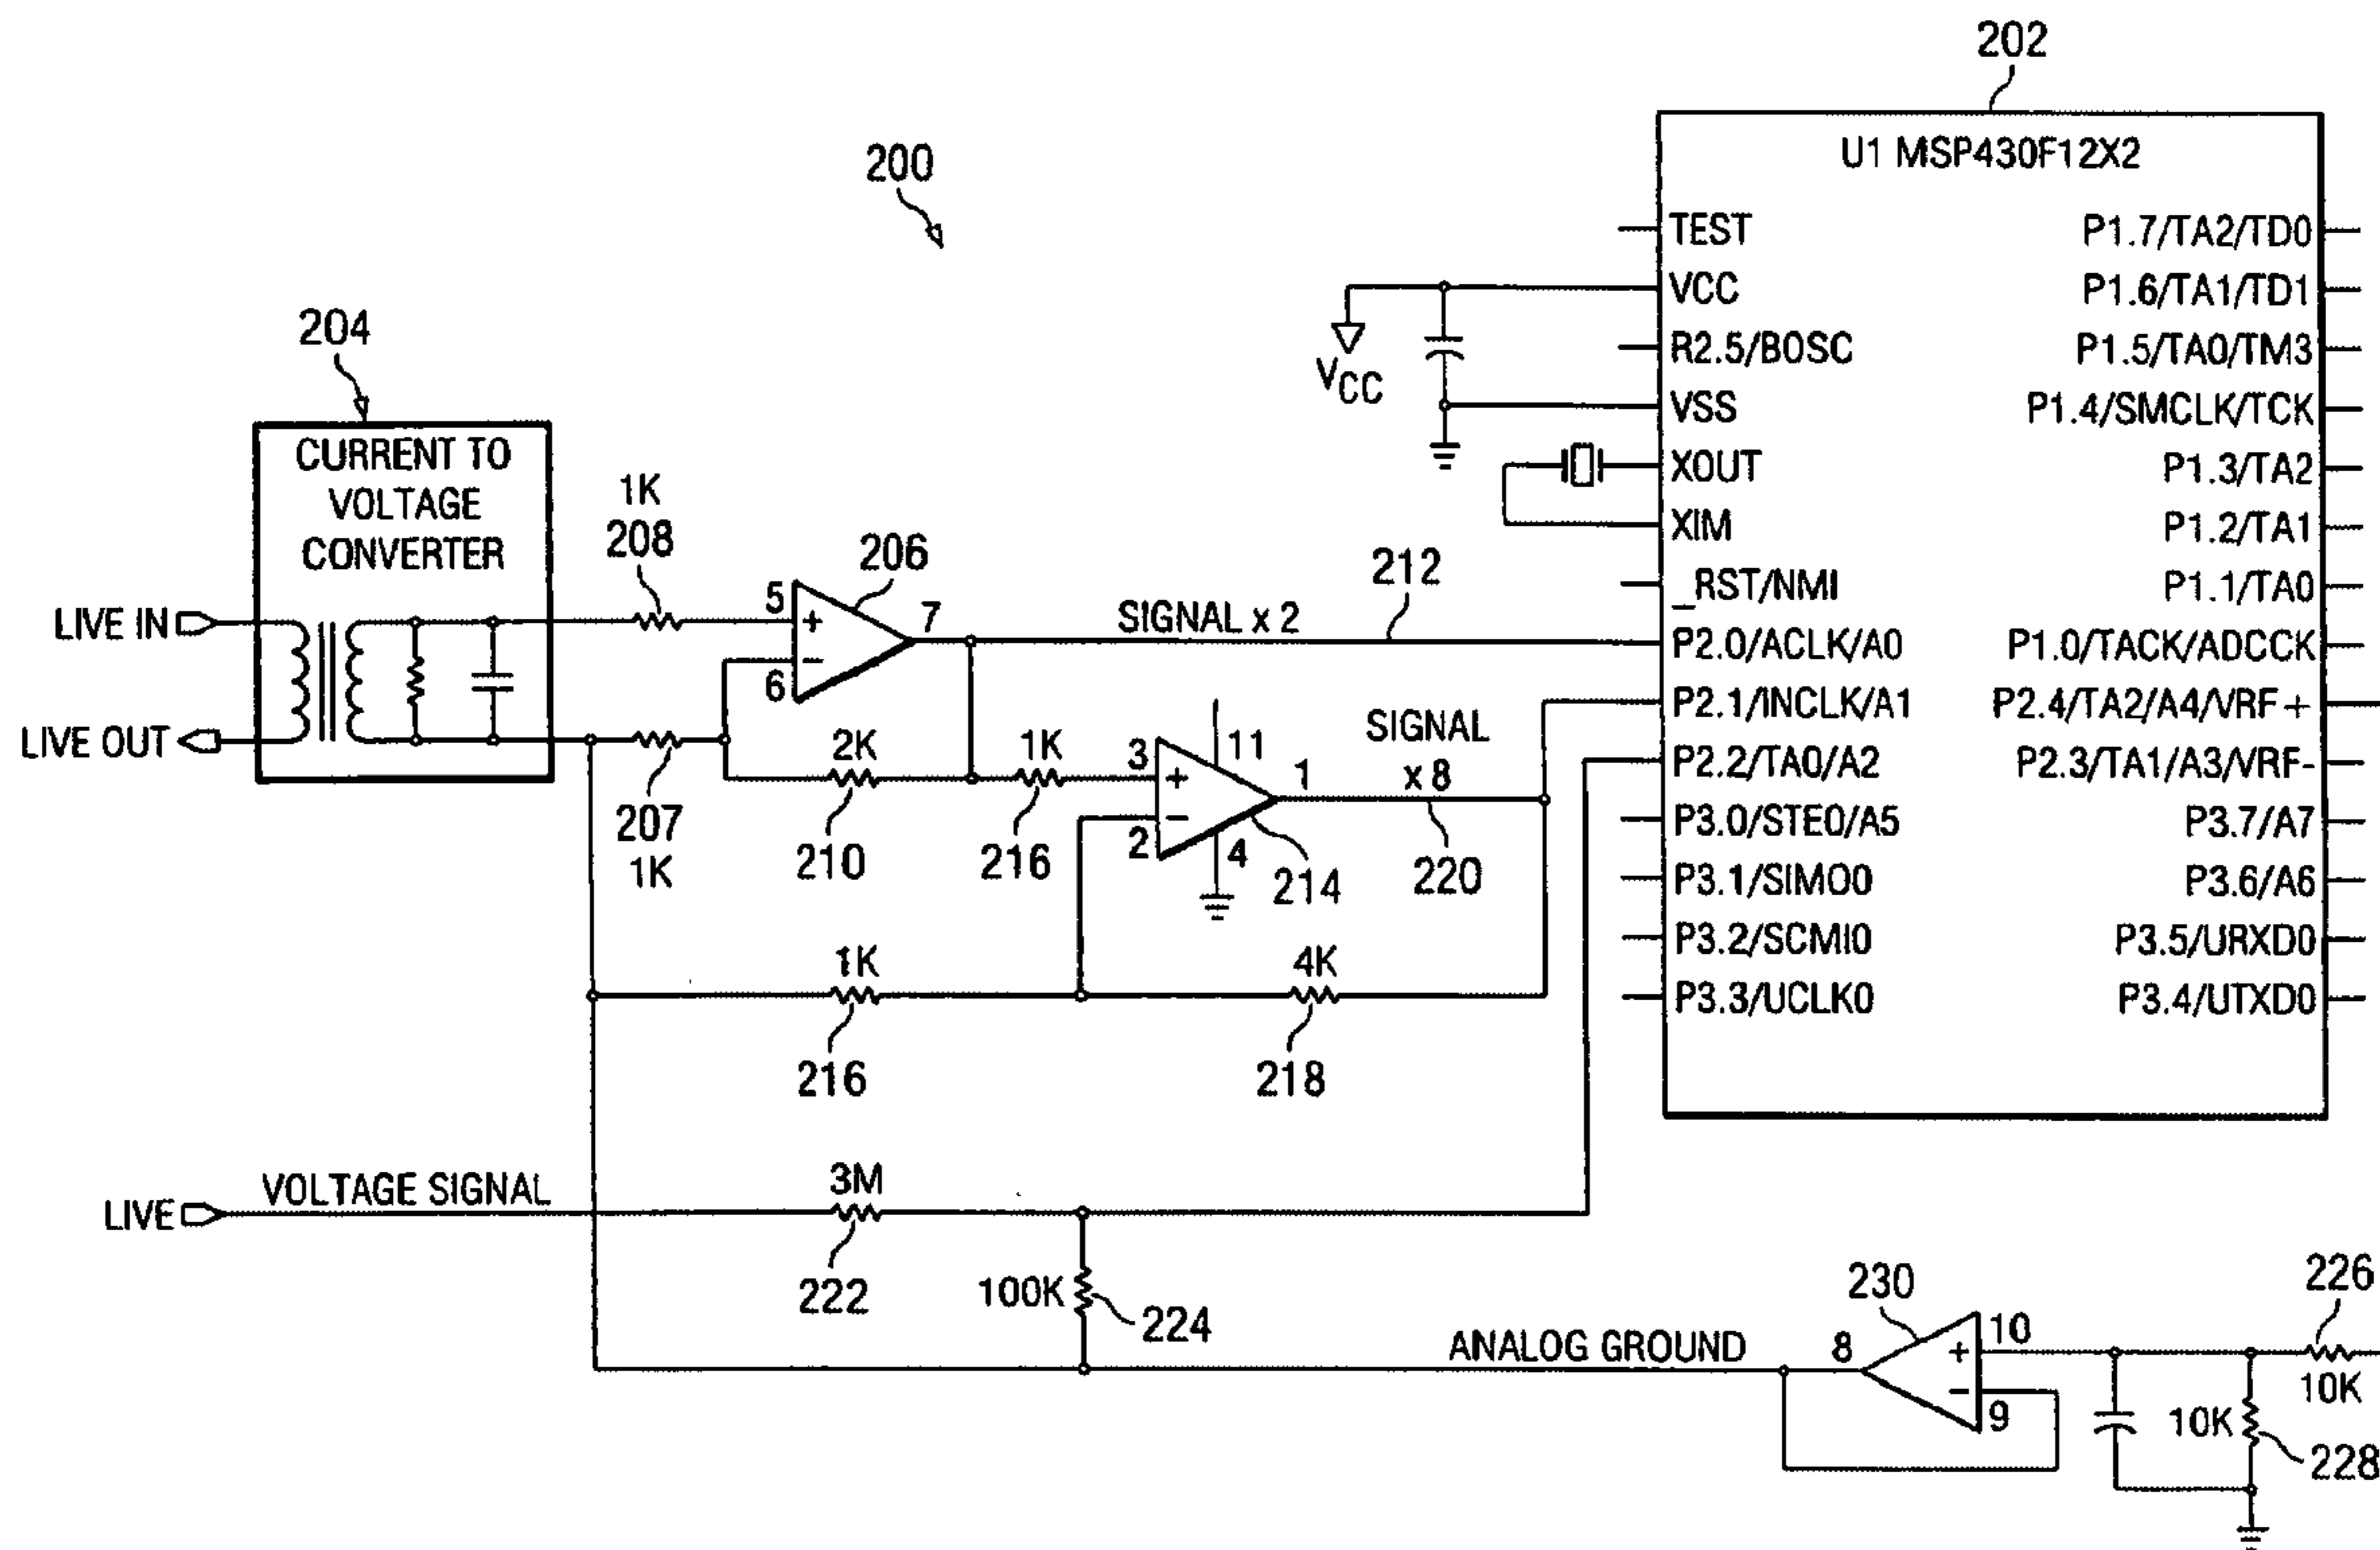 202
U1 MSP430F12X2
200
TEST
P1.7/TA2/TD0
VCC
P1.6/TA1/TD1
204
R2.5/BOSC
P1.5/TA0/TM3
VCC
VSS
P1.4/SMCLK/TCK
CURRENT TO
VOLTAGE
CONVERTER
XOUT
P1.3/TA2
1K
208
206
212
XIM
P1.2/TA1
_RST/NMI
P1.1/TA0
LIVE IN
5
+
7
SIGNAL x 2
P2.0/ACLK/A0
P1.0/TACK/ADCCK
−
6
P2.1/INCLK/A1
P2.4/TA2/A4/VRF+
LIVE OUT
2K
1K
3
+
11
1
SIGNAL
x 8
P2.2/TA0/A2
P2.3/TA1/A3/VRF-
207
1K
210
216
−
2
4
214
220
P3.0/STE0/A5
P3.7/A7
P3.1/SIMO0
P3.6/A6
P3.2/SCMI0
P3.5/URXD0
1K
4K
P3.3/UCLK0
P3.4/UTXD0
216
218
LIVE
VOLTAGE SIGNAL
3M
222
100K
224
ANALOG GROUND
8
230
+
10
−
9
226
10K
10K
228